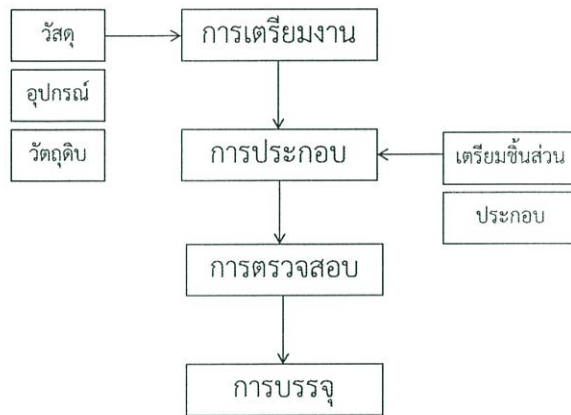 วัสดุ
การเตรียมงาน
อุปกรณ์
วัตถุดิบ
การประกอบ
เตรียมชิ้นส่วน
ประกอบ
การตรวจสอบ
การบรรจุ